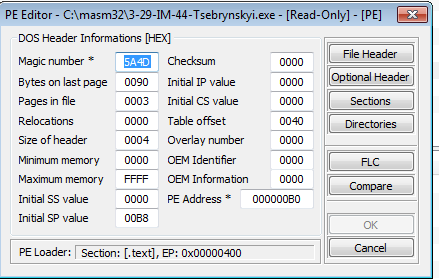 PE Editor - C:\masm32\3-29-IM-44-Tsebrynskyi.exe - [Read-Only] - [PE]
DOS Header Informations [HEX]
Magic number * 5A4D Checksum 0000
Bytes on last page 0090 Initial IP value 0000
Pages in file 0003 Initial CS value 0000
Relocations 0000 Table offset 0040
Size of header 0004 Overlay number 0000
Minimum memory 0000 OEM Identifier 0000
Maximum memory FFFF OEM Information 0000
Initial SS value 0000 PE Address * 000000B0
Initial SP value 00B8
File Header
Optional Header
Sections
Directories
FLC
Compare
OK
Cancel
PE Loader: Section: [.text], EP: 0x00000400